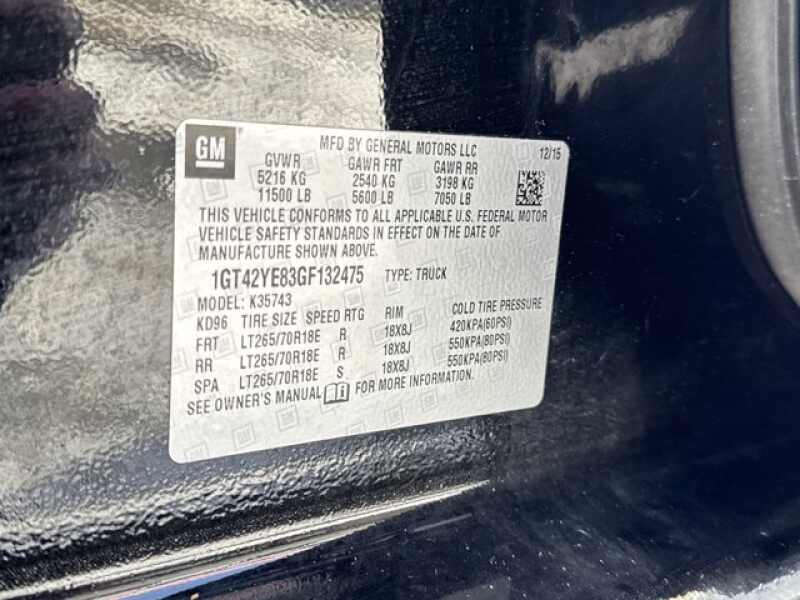 GM
MFD BY GENERAL MOTORS LLC 12/15
GVWR GAWR FRT GAWR RR
5216 KG 2540 KG 3198 KG
11500 LB 5600 LB 7050 LB
THIS VEHICLE CONFORMS TO ALL APPLICABLE U.S. FEDERAL MOTOR
VEHICLE SAFETY STANDARDS IN EFFECT ON THE DATE OF
MANUFACTURE SHOWN ABOVE.
1GT42YE83GF132475 TYPE: TRUCK
MODEL: K35743
KD96 TIRE SIZE SPEED RTG RIM COLD TIRE PRESSURE
FRT LT265/70R18E R 18X8J 420KPA(60PSI)
RR LT265/70R18E R 18X8J 550KPA(80PSI)
SPA LT265/70R18E S 18X8J 550KPA(80PSI)
SEE OWNER'S MANUAL FOR MORE INFORMATION.